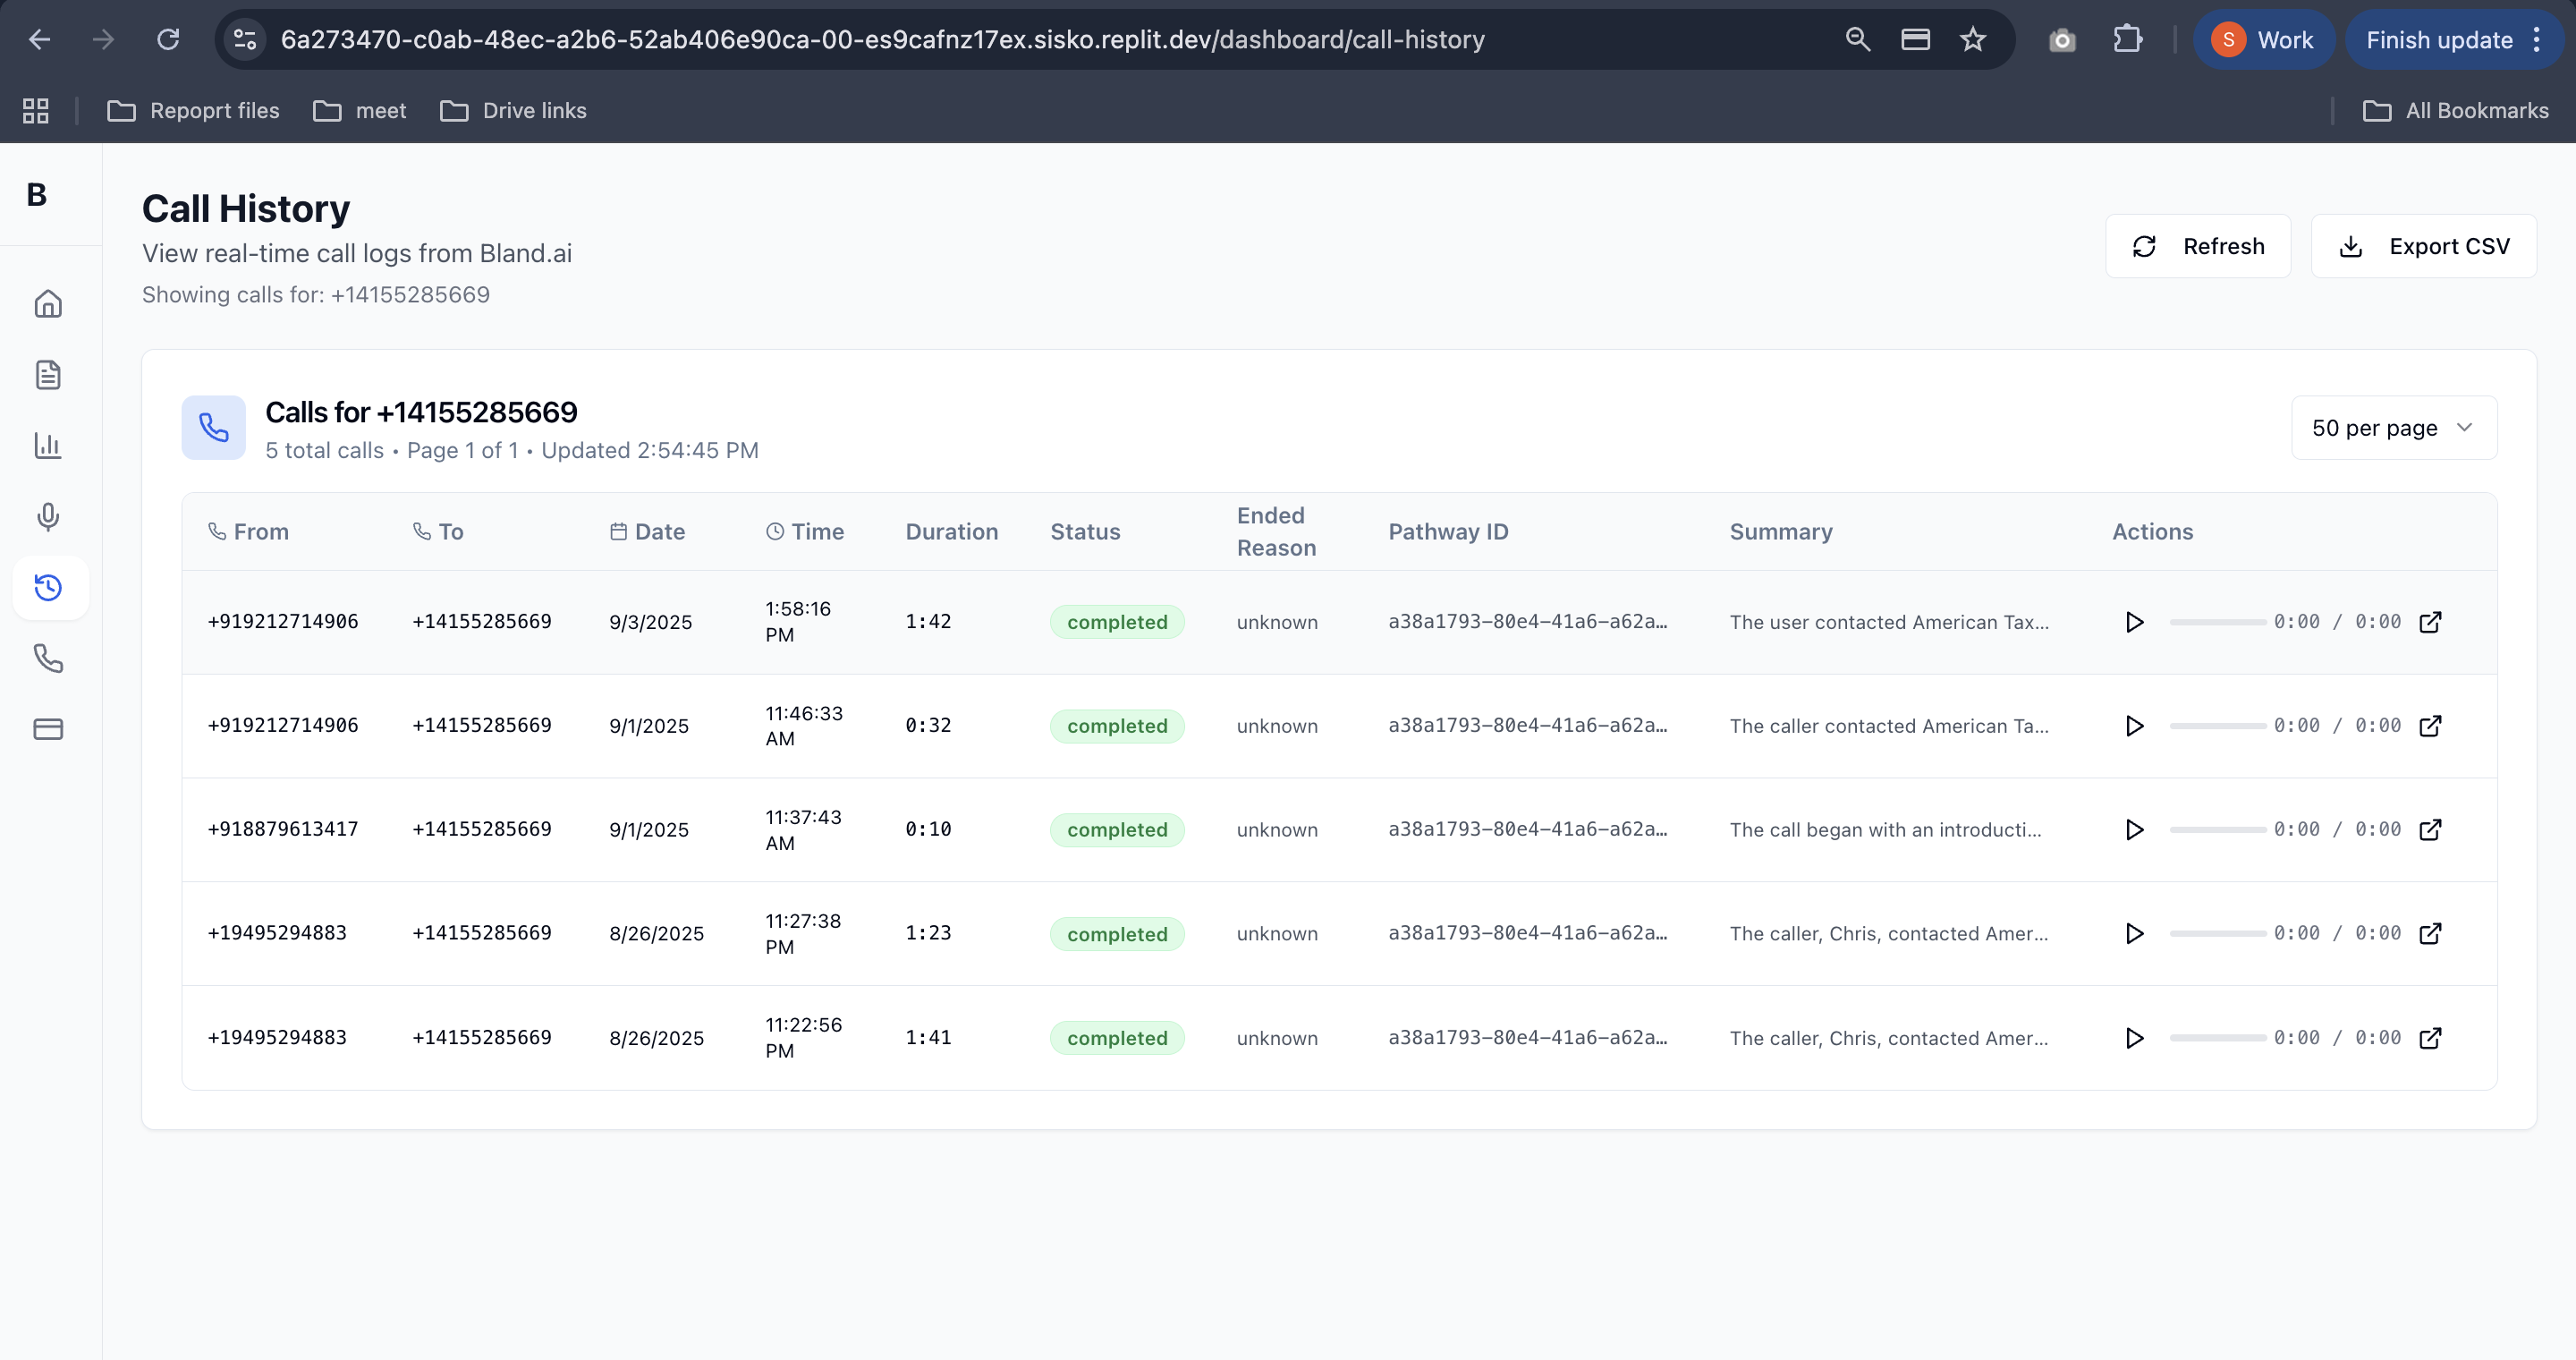 6a273470-c0ab-48ec-a2b6-52ab406e90ca-00-es9cafnz17ex.sisko.replit.dev/dashboard/call-history
S Work
Finish update
Repoprt files
meet
Drive links
All Bookmarks
B
Call History
View real-time call logs from Bland.ai
Showing calls for: +14155285669
Refresh
Export CSV
Calls for +14155285669
5 total calls • Page 1 of 1 • Updated 2:54:45 PM
50 per page
From To Date Time Duration Status Ended Reason Pathway ID Summary Actions
+919212714906 +14155285669 9/3/2025 1:58:16 PM 1:42 completed unknown a38a1793-80e4-41a6-a62a… The user contacted American Tax... 0:00 / 0:00
+919212714906 +14155285669 9/1/2025 11:46:33 AM 0:32 completed unknown a38a1793-80e4-41a6-a62a… The caller contacted American Ta... 0:00 / 0:00
+918879613417 +14155285669 9/1/2025 11:37:43 AM 0:10 completed unknown a38a1793-80e4-41a6-a62a… The call began with an introducti... 0:00 / 0:00
+19495294883 +14155285669 8/26/2025 11:27:38 PM 1:23 completed unknown a38a1793-80e4-41a6-a62a… The caller, Chris, contacted Amer... 0:00 / 0:00
+19495294883 +14155285669 8/26/2025 11:22:56 PM 1:41 completed unknown a38a1793-80e4-41a6-a62a… The caller, Chris, contacted Amer... 0:00 / 0:00